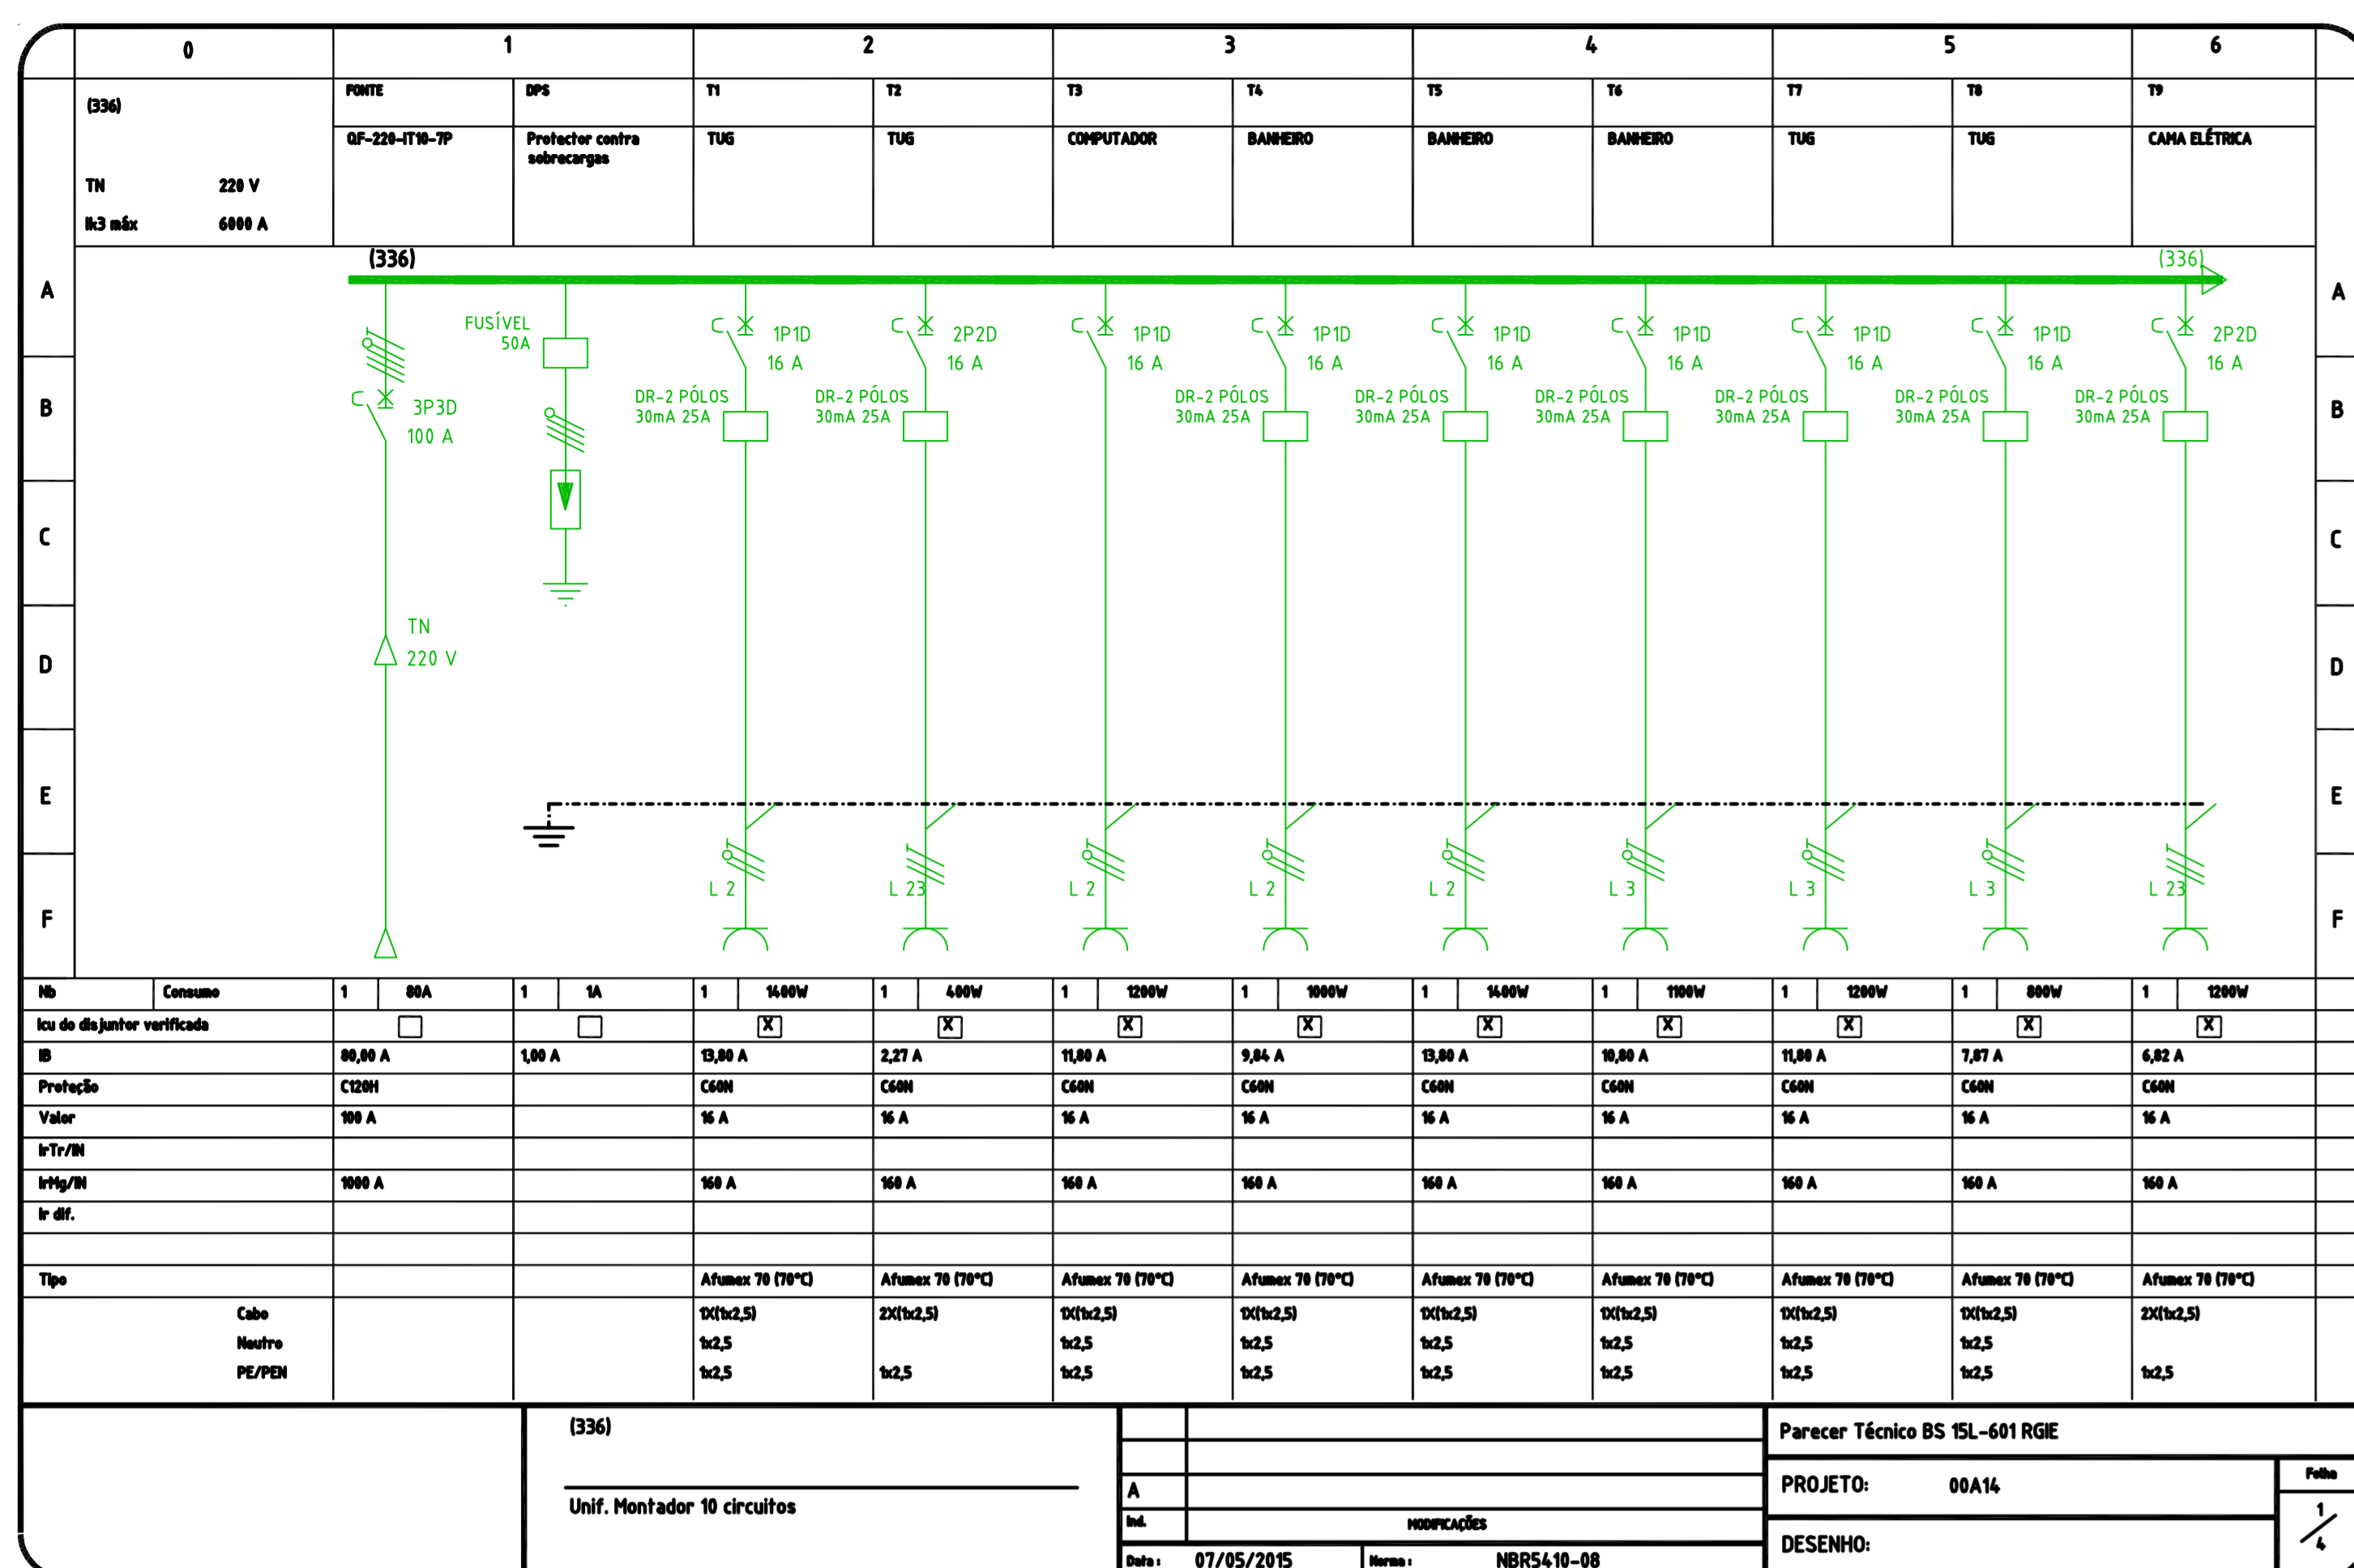 0 1 2 3 4 5 6
(336) FONTE DPS T1 T2 T3 T4 T5 T6 T7 T8 T9
QF-220-IT10-7P Protector contra TUG TUG COMPUTADOR BANHEIRO BANHEIRO BANHEIRO TUG TUG CAMA ELÉTRICA
sobrecargas
TN 220 V
Ik3 máx 6000 A
(336) (336)
A A
FUSÍVEL 1P1D 2P2D 1P1D 1P1D 1P1D 1P1D 1P1D 1P1D 2P2D
50A
16 A 16 A 16 A 16 A 16 A 16 A 16 A 16 A 16 A
C C C C C C C C C
DR-2 PÓLOS DR-2 PÓLOS DR-2 PÓLOS DR-2 PÓLOS DR-2 PÓLOS DR-2 PÓLOS DR-2 PÓLOS DR-2 PÓLOS
30mA 25A 30mA 25A 30mA 25A 30mA 25A 30mA 25A 30mA 25A 30mA 25A 30mA 25A
B C 3P3D B
100 A
C C
TN
D 220 V D
E E
L 2 L 23 L 2 L 2 L 2 L 3 L 3 L 3 L 23
F F
Nb Consumo 1 80A 1 1A 1 1400W 1 400W 1 1200W 1 1000W 1 1400W 1 1100W 1 1200W 1 800W 1 1200W
Icu do disjuntor verificada X X X X X X X X X
IB 80,00 A 1,00 A 13,80 A 2,27 A 11,80 A 9,84 A 13,80 A 10,80 A 11,80 A 7,87 A 6,82 A
Proteção C120H C60N C60N C60N C60N C60N C60N C60N C60N C60N
Valor 100 A 16 A 16 A 16 A 16 A 16 A 16 A 16 A 16 A 16 A
IrTr/IN
IrMg/IN 1000 A 160 A 160 A 160 A 160 A 160 A 160 A 160 A 160 A 160 A
Ir dif.
Tipo Afumex 70 (70°C) Afumex 70 (70°C) Afumex 70 (70°C) Afumex 70 (70°C) Afumex 70 (70°C) Afumex 70 (70°C) Afumex 70 (70°C) Afumex 70 (70°C) Afumex 70 (70°C)
Cabo 1X(1x2,5) 2X(1x2,5) 1X(1x2,5) 1X(1x2,5) 1X(1x2,5) 1X(1x2,5) 1X(1x2,5) 1X(1x2,5) 2X(1x2,5)
Neutro 1x2,5 1x2,5 1x2,5 1x2,5 1x2,5 1x2,5 1x2,5
PE/PEN 1x2,5 1x2,5 1x2,5 1x2,5 1x2,5 1x2,5 1x2,5 1x2,5 1x2,5
(336)
Unif. Montador 10 circuitos
A
Ind. MODIFICAÇÕES
Data : 07/05/2015 Norma : NBR5410-08
Parecer Técnico BS 15L-601 RGIE
PROJETO: 00A14
DESENHO:
Folha
1/4